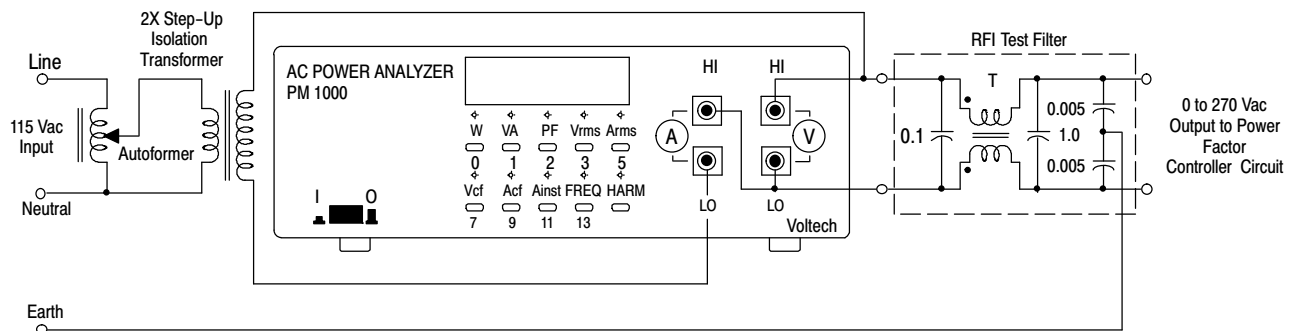 2X Step-Up
Isolation
Transformer
Line
115 Vac
Input
Autoformer
Neutral
Earth
AC POWER ANALYZER
PM 1000
W VA PF Vrms Arms
0 1 2 3 5
Vcf Acf Ainst FREQ HARM
7 9 11 13
I O
HI HI
A V
LO LO
Voltech
RFI Test Filter
T
0.1
1.0
0.005
0.005
0 to 270 Vac
Output to Power
Factor
Controller Circuit